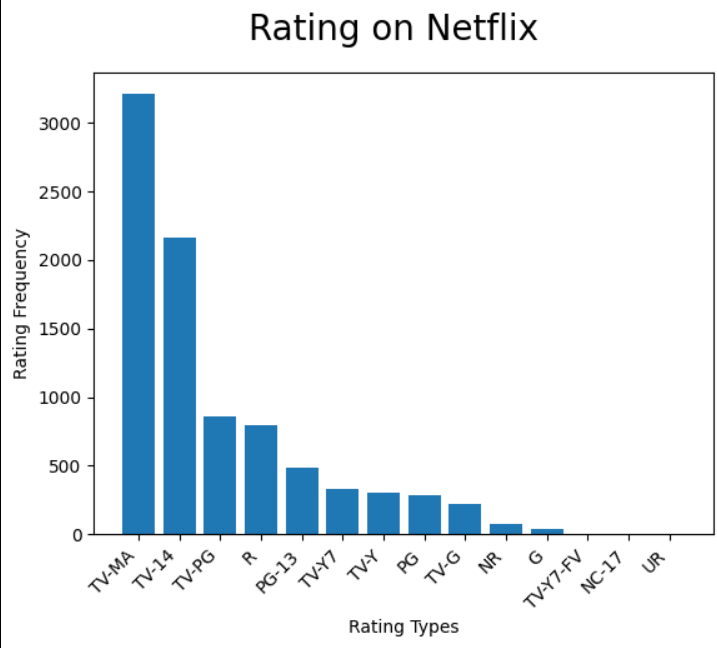 Rating on Netflix
Rating Frequency
3000
2500
2000
1500
1000
500
0
TV-MA
TV-14
TV-PG
R
PG-13
TV-Y7
TV-Y
PG
TV-G
NR
G
TV-Y7-FV
NC-17
UR
Rating Types